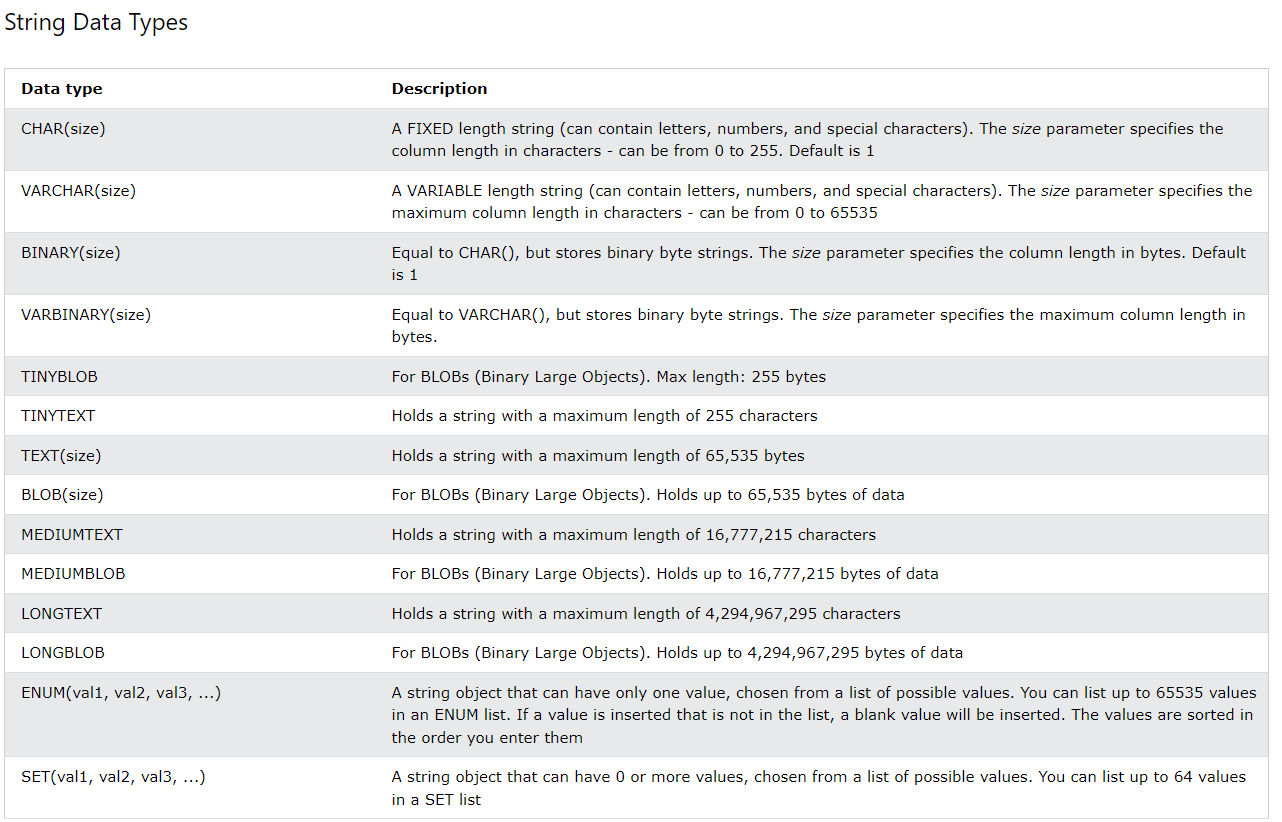 String Data Types
Data type Description
CHAR(size) A FIXED length string (can contain letters, numbers, and special characters). The size parameter specifies the
column length in characters - can be from 0 to 255. Default is 1
VARCHAR(size) A VARIABLE length string (can contain letters, numbers, and special characters). The size parameter specifies the
maximum column length in characters - can be from 0 to 65535
BINARY(size) Equal to CHAR(), but stores binary byte strings. The size parameter specifies the column length in bytes. Default
is 1
VARBINARY(size) Equal to VARCHAR(), but stores binary byte strings. The size parameter specifies the maximum column length in
bytes.
TINYBLOB For BLOBs (Binary Large Objects). Max length: 255 bytes
TINYTEXT Holds a string with a maximum length of 255 characters
TEXT(size) Holds a string with a maximum length of 65,535 bytes
BLOB(size) For BLOBs (Binary Large Objects). Holds up to 65,535 bytes of data
MEDIUMTEXT Holds a string with a maximum length of 16,777,215 characters
MEDIUMBLOB For BLOBs (Binary Large Objects). Holds up to 16,777,215 bytes of data
LONGTEXT Holds a string with a maximum length of 4,294,967,295 characters
LONGBLOB For BLOBs (Binary Large Objects). Holds up to 4,294,967,295 bytes of data
ENUM(val1, val2, val3, ...) A string object that can have only one value, chosen from a list of possible values. You can list up to 65535 values
in an ENUM list. If a value is inserted that is not in the list, a blank value will be inserted. The values are sorted in
the order you enter them
SET(val1, val2, val3, ...) A string object that can have 0 or more values, chosen from a list of possible values. You can list up to 64 values
in a SET list